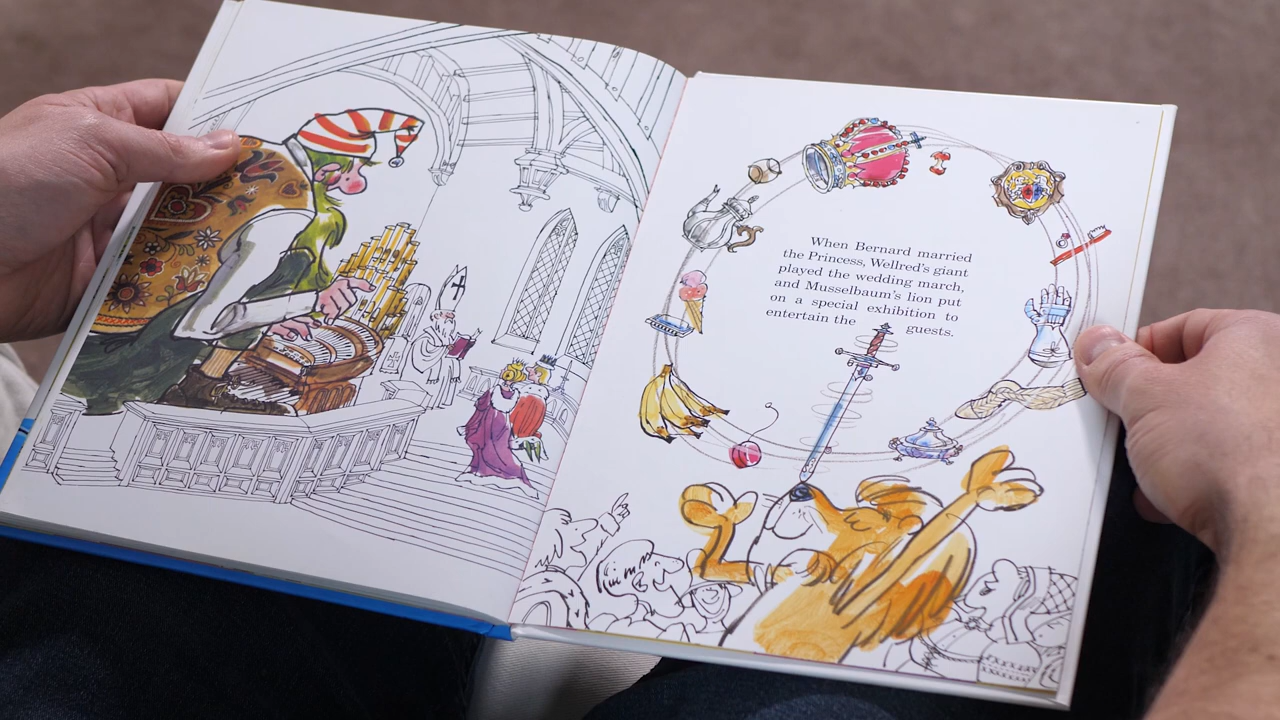 When Bernard married
the Princess, Wellred's giant
played the wedding march,
and Musselbaum's lion put
on a special exhibition to
entertain the guests.